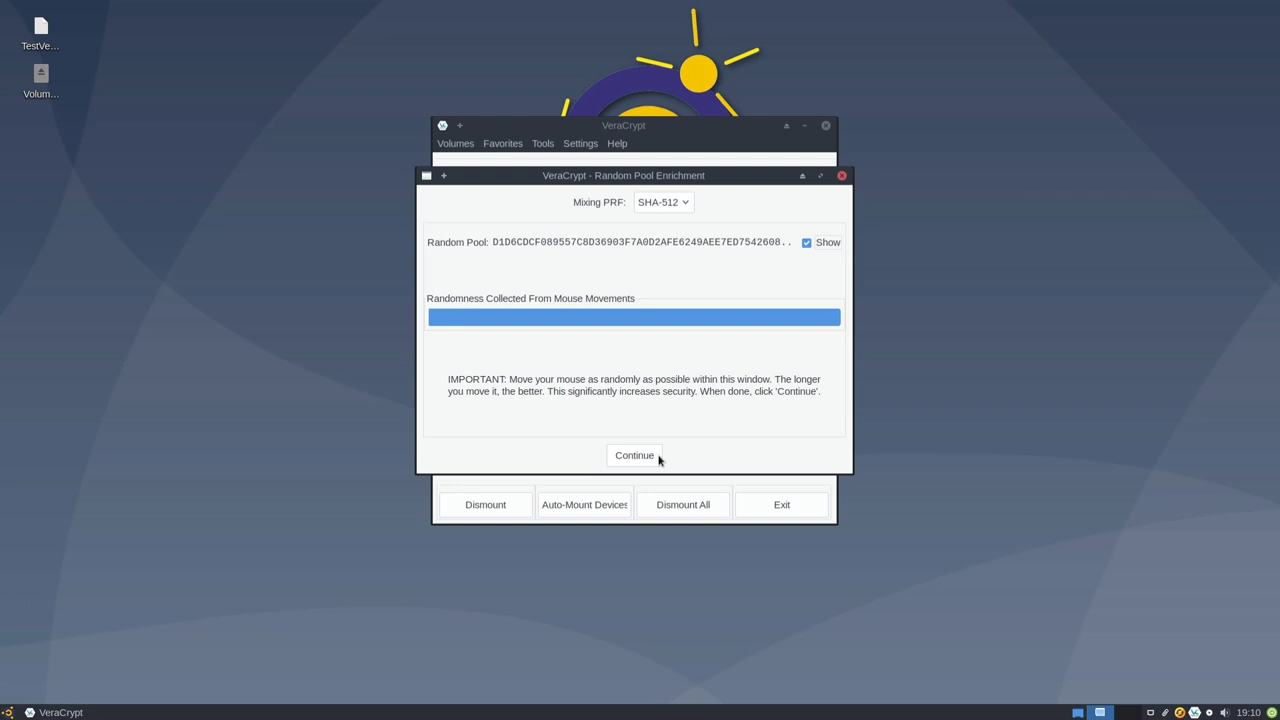 TestVe...
Volum...
VeraCrypt
Volumes Favorites Tools Settings Help
VeraCrypt - Random Pool Enrichment
Mixing PRF: SHA-512
Random Pool: D1D6CDCF089557C8D36903F7A0D2AFE6249AEE7ED7542608.. Show
Randomness Collected From Mouse Movements
IMPORTANT: Move your mouse as randomly as possible within this window. The longer
you move it, the better. This significantly increases security. When done, click 'Continue'.
Continue
Dismount Auto-Mount Devices Dismount All Exit
VeraCrypt 19:10